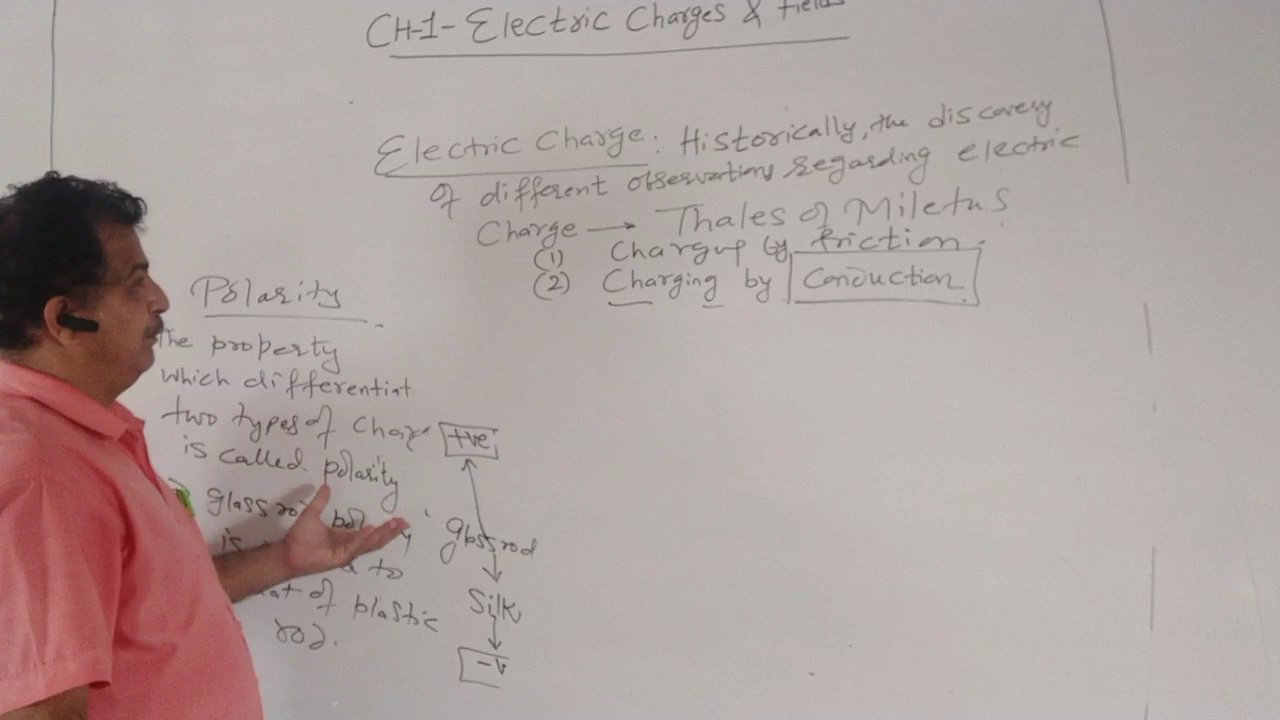 CH-1- Electric Charges & Fields
Electric Charge: Historically, the discovery
of different observations regarding electric
Charge → Thales of Miletus
(1) Chargup by friction.
(2) Charging by Conduction.
Polarity
The property
which differentiat
two types of Charge
is called polarity
glass rod
is to
of plastic
rod.
+ve
glass rod
Silk
-v